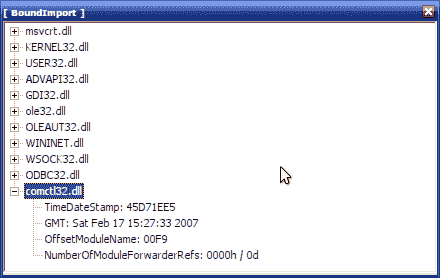 [ BoundImport ]
msvcrt.dll
KERNEL32.dll
USER32.dll
ADVAPI32.dll
GDI32.dll
ole32.dll
OLEAUT32.dll
WININET.dll
WSOCK32.dll
ODBC32.dll
comctl32.dll
TimeDateStamp: 45D71EE5
GMT: Sat Feb 17 15:27:33 2007
OffsetModuleName: 00F9
NumberOfModuleForwarderRefs: 0000h / 0d